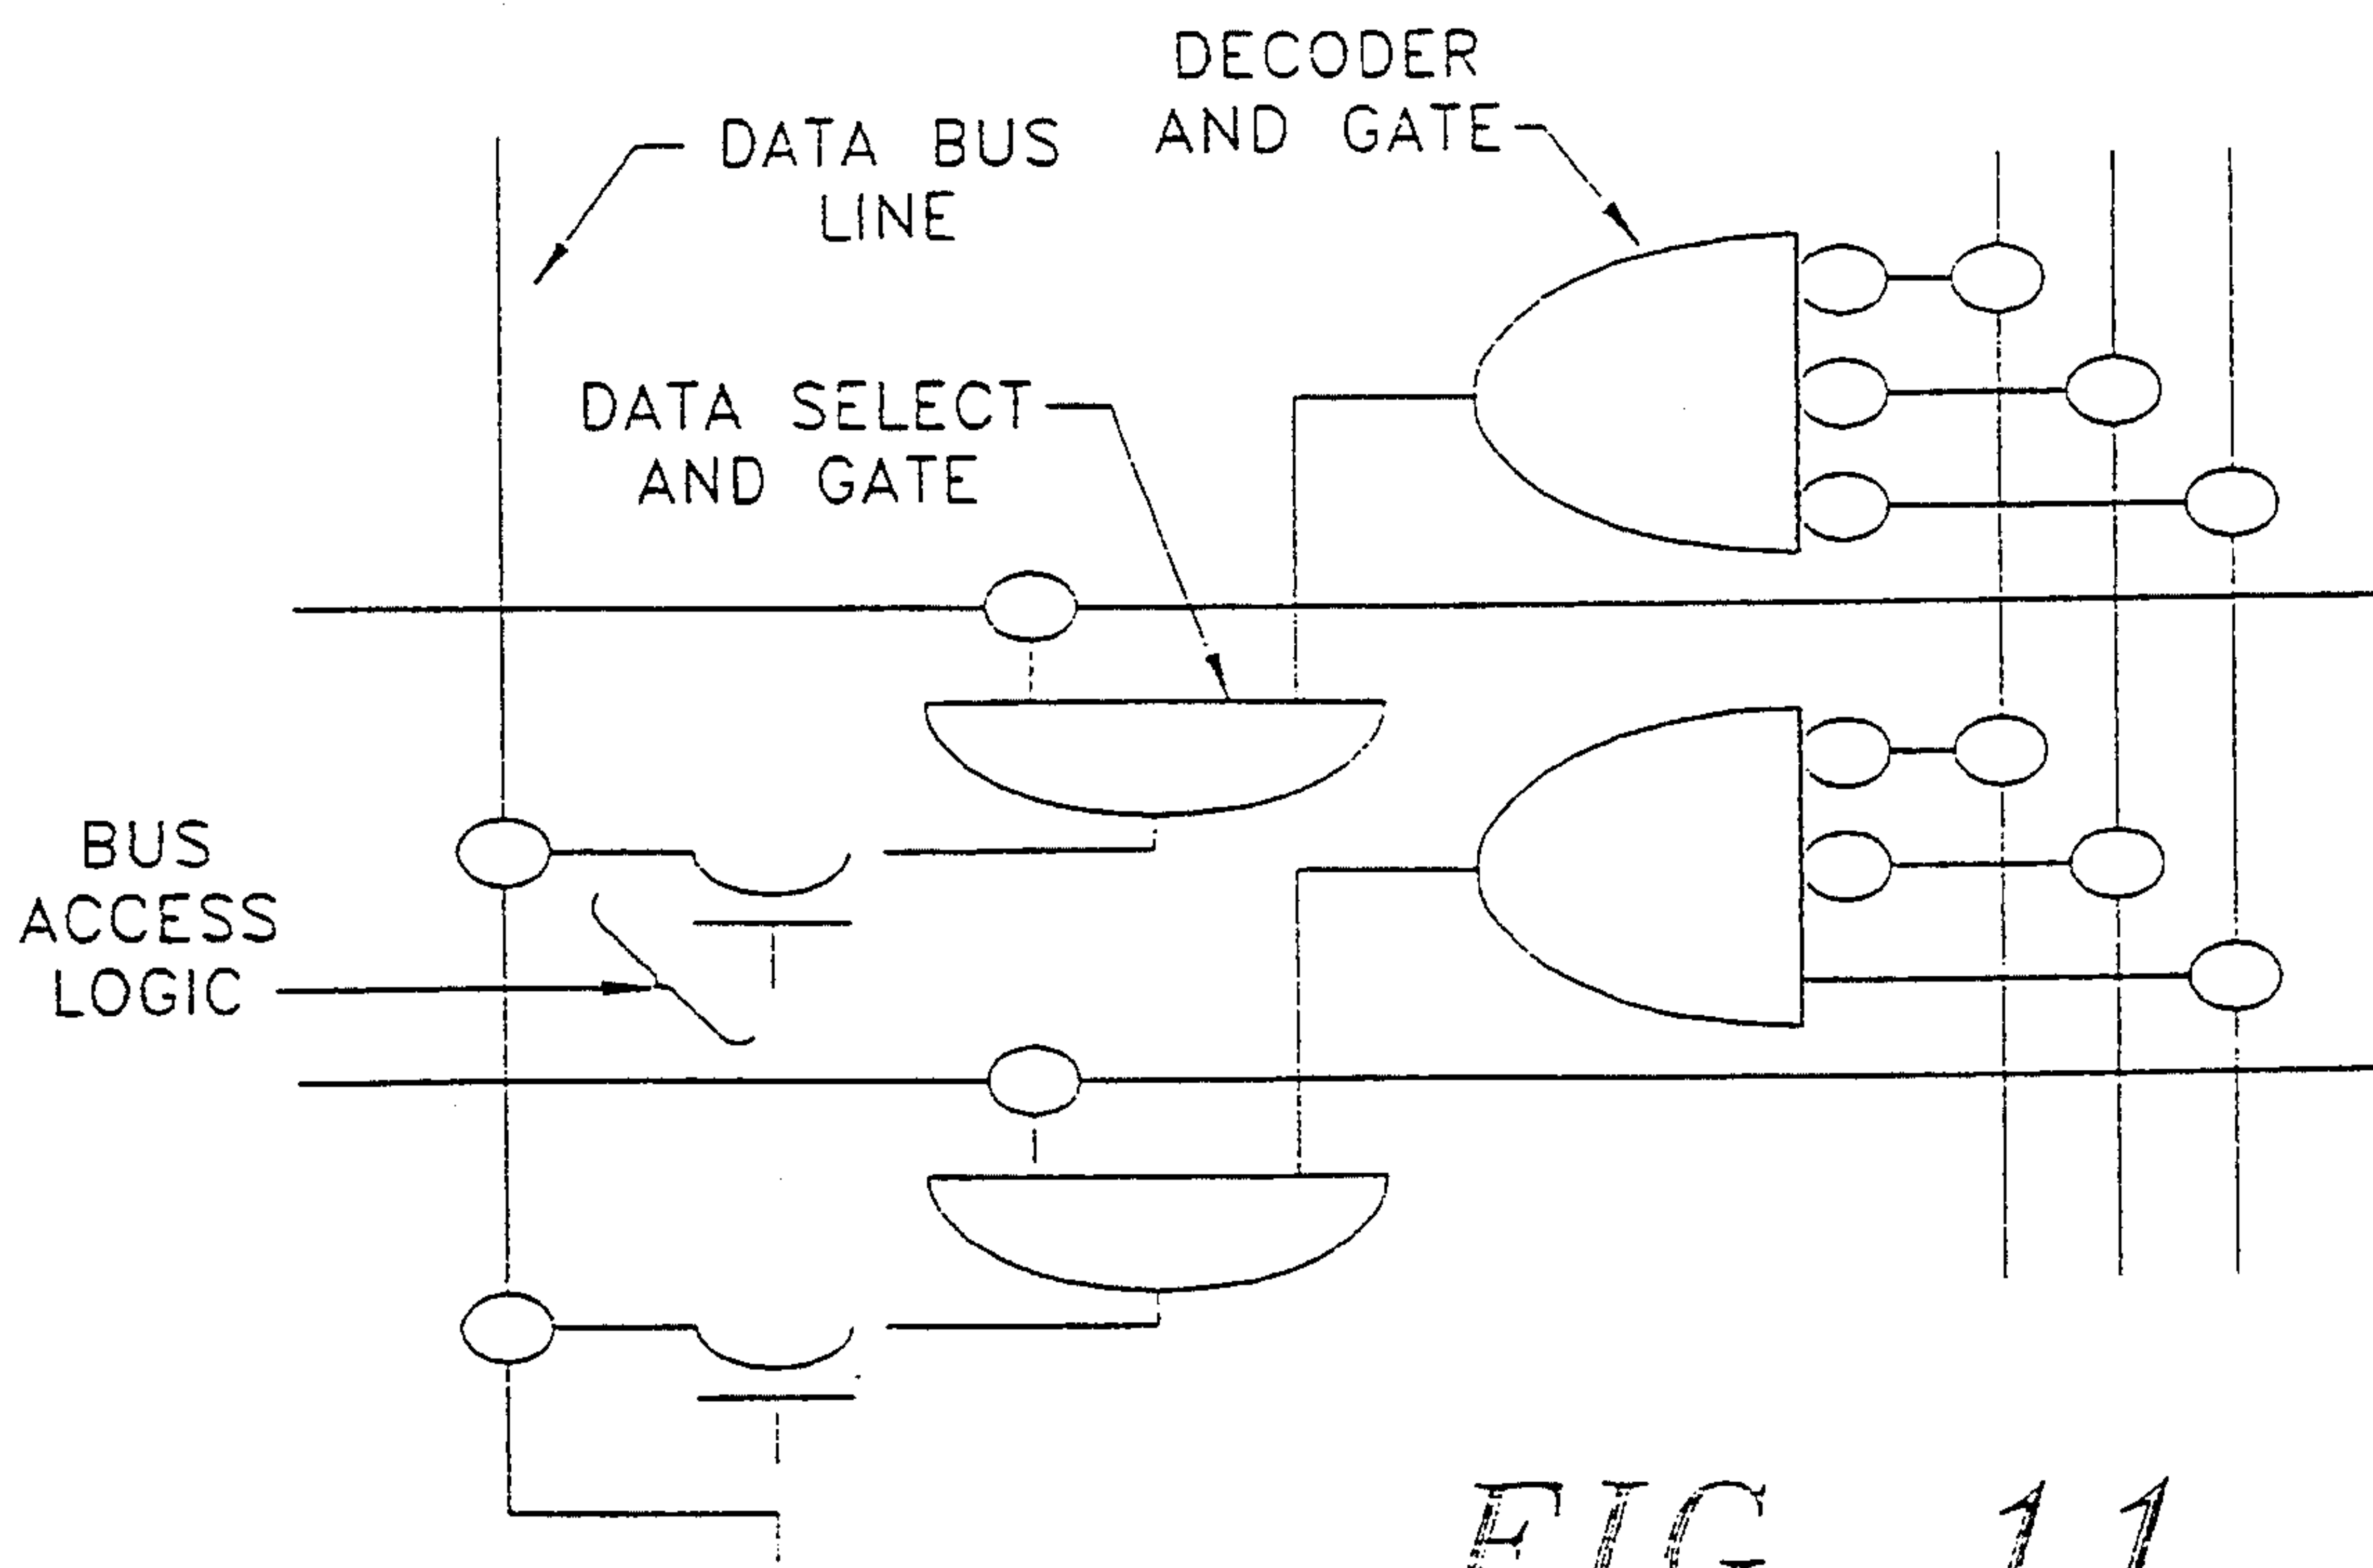 DECODER
AND GATE
DATA BUS
LINE
DATA SELECT
AND GATE
BUS
ACCESS
LOGIC
FIG. 11